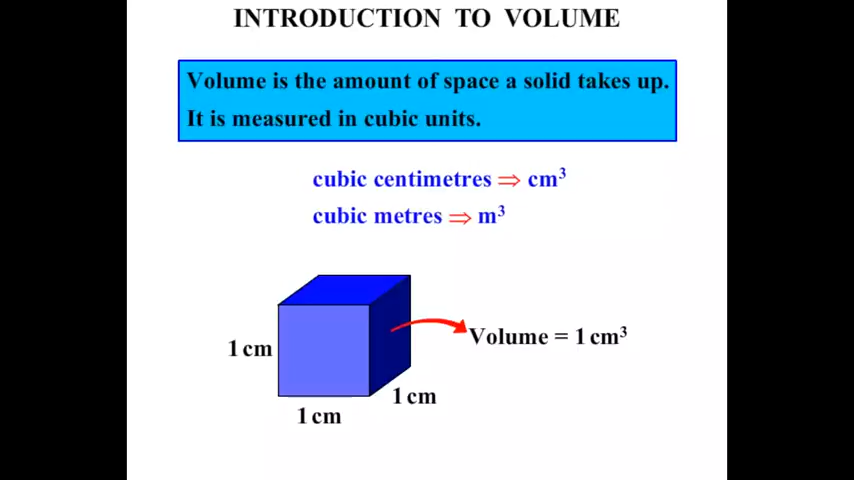 INTRODUCTION TO VOLUME
Volume is the amount of space a solid takes up.
It is measured in cubic units.
cubic centimetres ⇒ cm³
cubic metres ⇒ m³
1 cm
Volume = 1 cm³
1 cm
1 cm